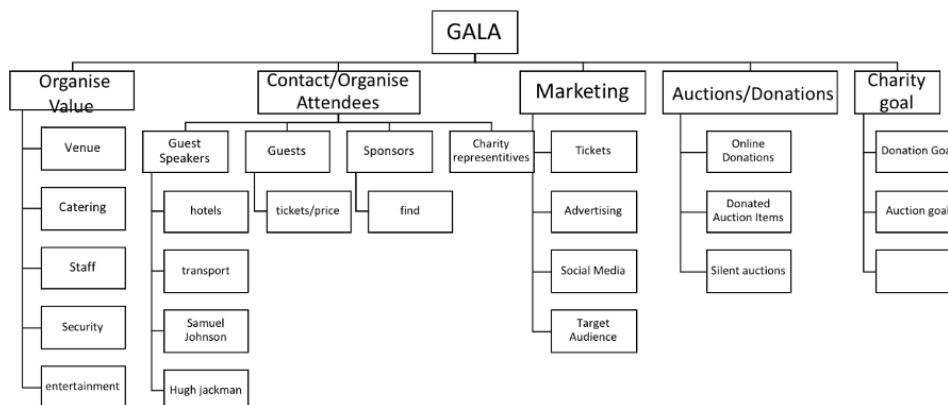 GALA
Organise
Value
Contact/Organise
Attendees
Marketing
Auctions/Donations
Charity
goal
Venue
Catering
Staff
Security
entertainment
Guest
Speakers
hotels
transport
Samuel
Johnson
Hugh jackman
Guests
tickets/price
Sponsors
find
Charity
representitives
Tickets
Advertising
Social Media
Target
Audience
Online
Donations
Donated
Auction Items
Silent auctions
Donation Goa
Auction goal